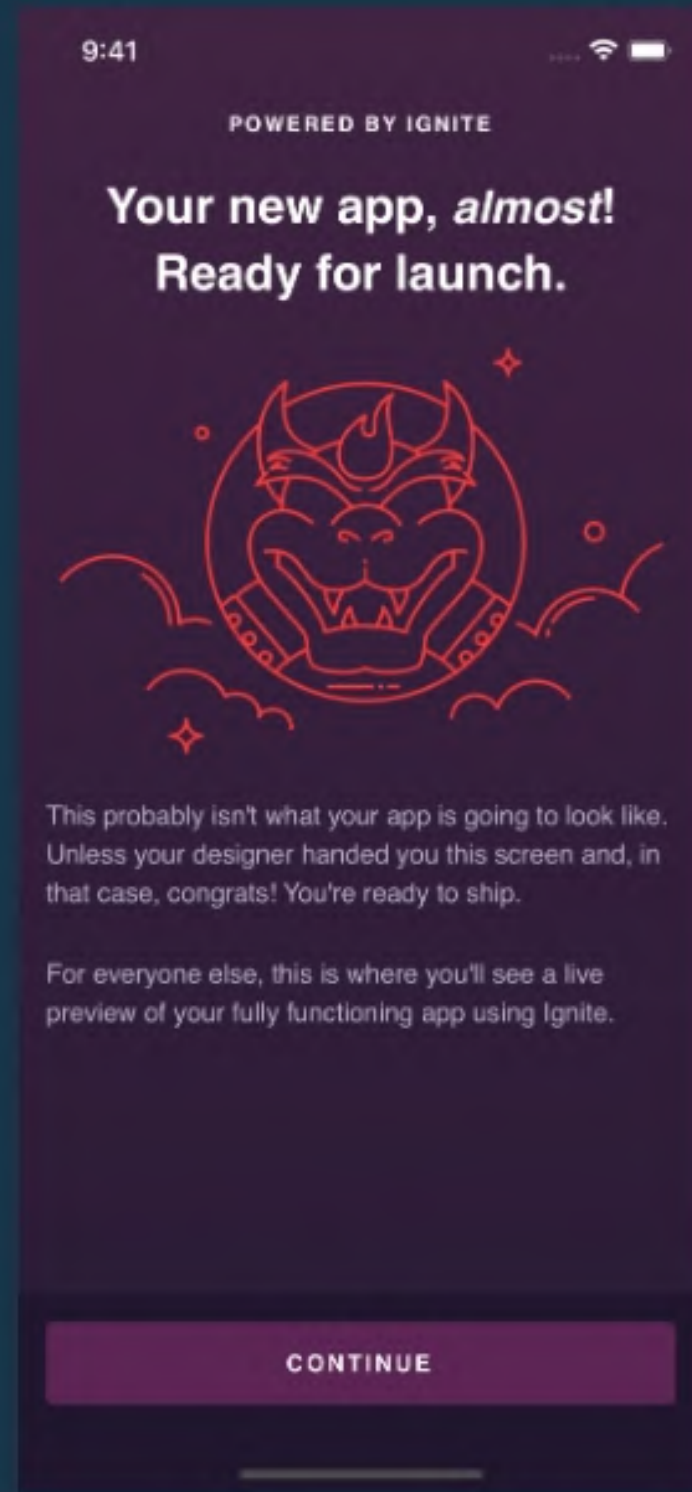 9:41
POWERED BY IGNITE
Your new app, almost!
Ready for launch.
This probably isn't what your app is going to look like.
Unless your designer handed you this screen and, in
that case, congrats! You're ready to ship.
For everyone else, this is where you'll see a live
preview of your fully functioning app using Ignite.
CONTINUE